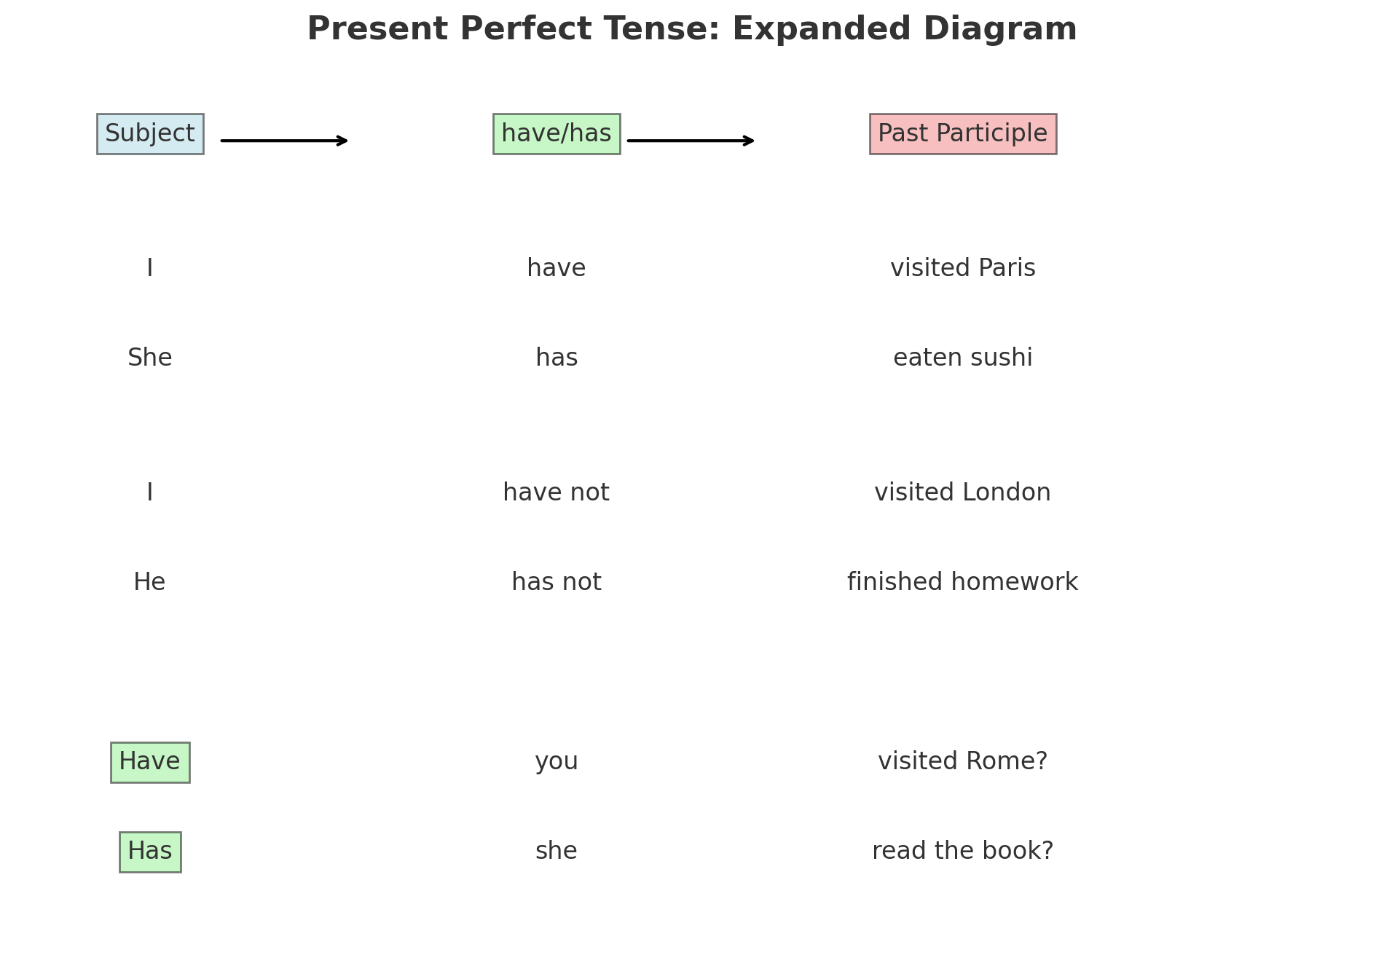 Present Perfect Tense: Expanded Diagram
Subject have/has Past Participle
I have visited Paris
She has eaten sushi
I have not visited London
He has not finished homework
Have you visited Rome?
Has she read the book?